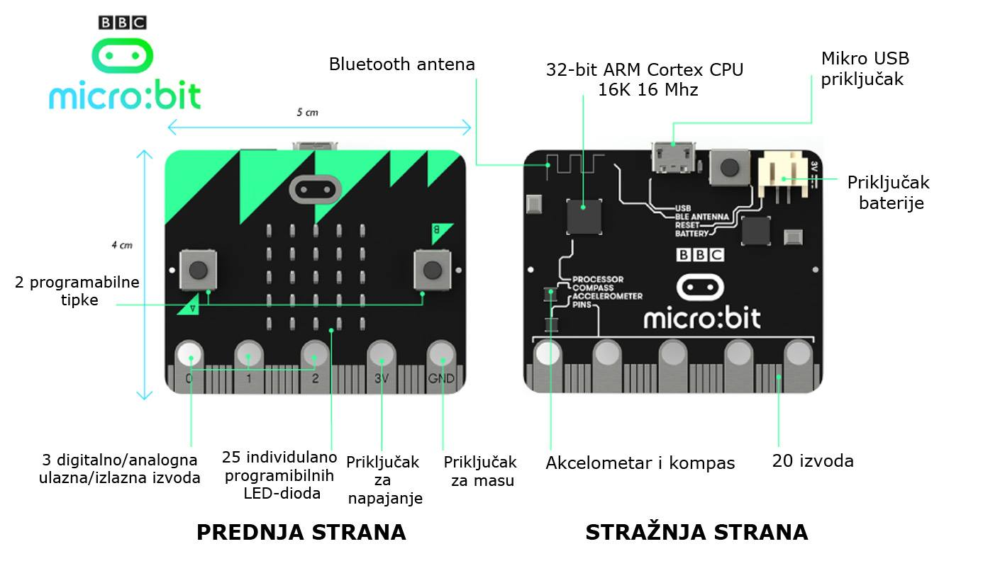 BBC
micro:bit
Bluetooth antena
32-bit ARM Cortex CPU
16K 16 Mhz
Mikro USB
priključak
5 cm
4 cm
3V
Priključak
baterije
USB
BLE ANTENNA
RESET
BATTERY
B
BBC
2 programabilne
tipke
A
PROCESSOR
COMPASS
ACCELEROMETER
PINS
micro:bit
0
1
2
3V
GND
3 digitalno/analogna
ulazna/izlazna izvoda
25 individulano
programibilnih
LED-dioda
Priključak
za
napajanje
Priključak
za masu
Akcelometar i kompas
20 izvoda
PREDNJA STRANA
STRAŽNJA STRANA